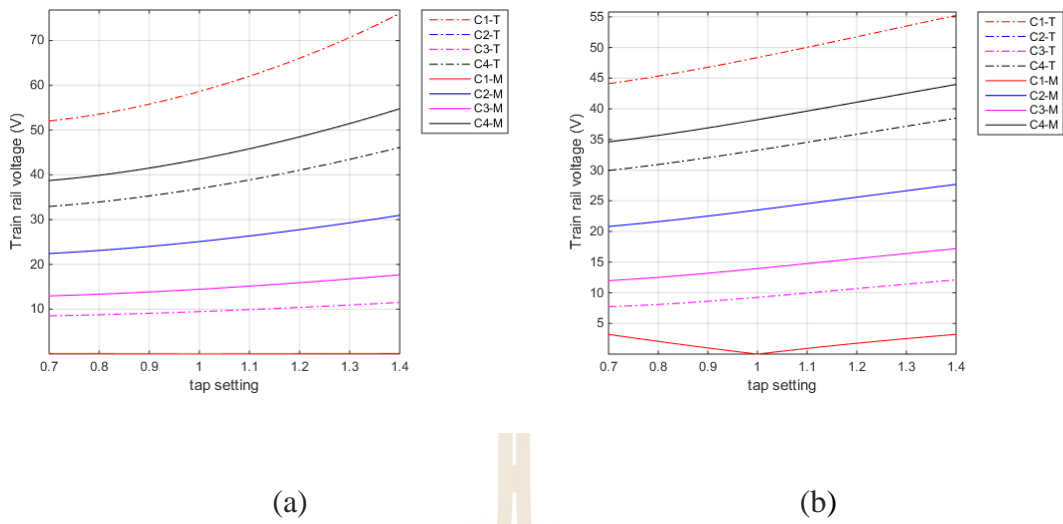 Train rail voltage (V)
70
60
50
40
30
20
10
0.7 0.8 0.9 1 1.1 1.2 1.3 1.4
tap setting
C1-T
C2-T
C3-T
C4-T
C1-M
C2-M
C3-M
C4-M
(a)
Train rail voltage (V)
55
50
45
40
35
30
25
20
15
10
5
0.7 0.8 0.9 1 1.1 1.2 1.3 1.4
tap setting
C1-T
C2-T
C3-T
C4-T
C1-M
C2-M
C3-M
C4-M
(b)